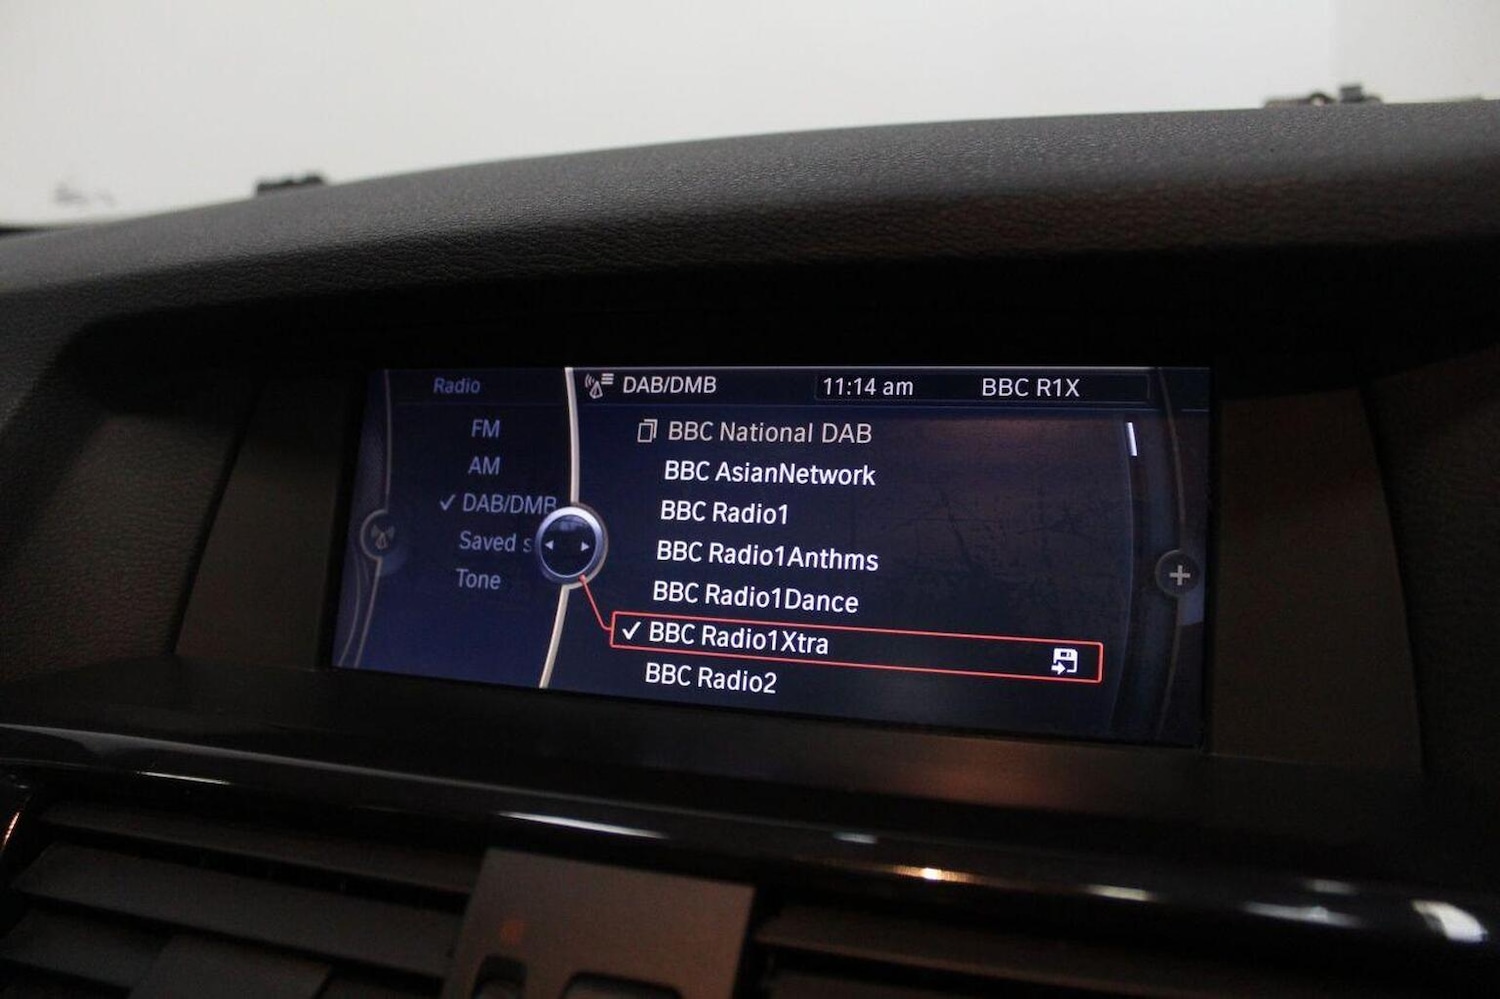 Radio
FM
AM
✓ DAB/DMB
Saved s
Tone
DAB/DMB 11:14 am BBC R1X
BBC National DAB
BBC AsianNetwork
BBC Radio1
BBC Radio1Anthms
BBC Radio1Dance
✓ BBC Radio1Xtra
BBC Radio2